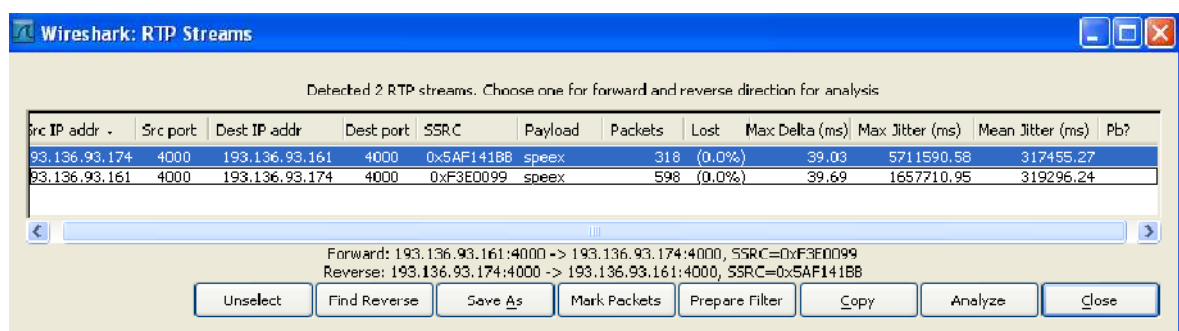 Wireshark: RTP Streams
Detected 2 RTP streams. Choose one for forward and reverse direction for analysis
Src IP addr Src port Dest IP addr Dest port SSRC Payload Packets Lost Max Delta (ms) Max Jitter (ms) Mean Jitter (ms) Pb?
93.136.93.174 4000 193.136.93.161 4000 0x5AF141BB speex 318 (0.0%) 39.03 5711590.58 317455.27
93.136.93.161 4000 193.136.93.174 4000 0xF3E0099 speex 598 (0.0%) 39.69 1657710.95 319296.24
Forward: 193.136.93.161:4000 -> 193.136.93.174:4000, SSRC=0xF3E0099
Reverse: 193.136.93.174:4000 -> 193.136.93.161:4000, SSRC=0x5AF141BB
Unselect Find Reverse Save As Mark Packets Prepare Filter Copy Analyze Close